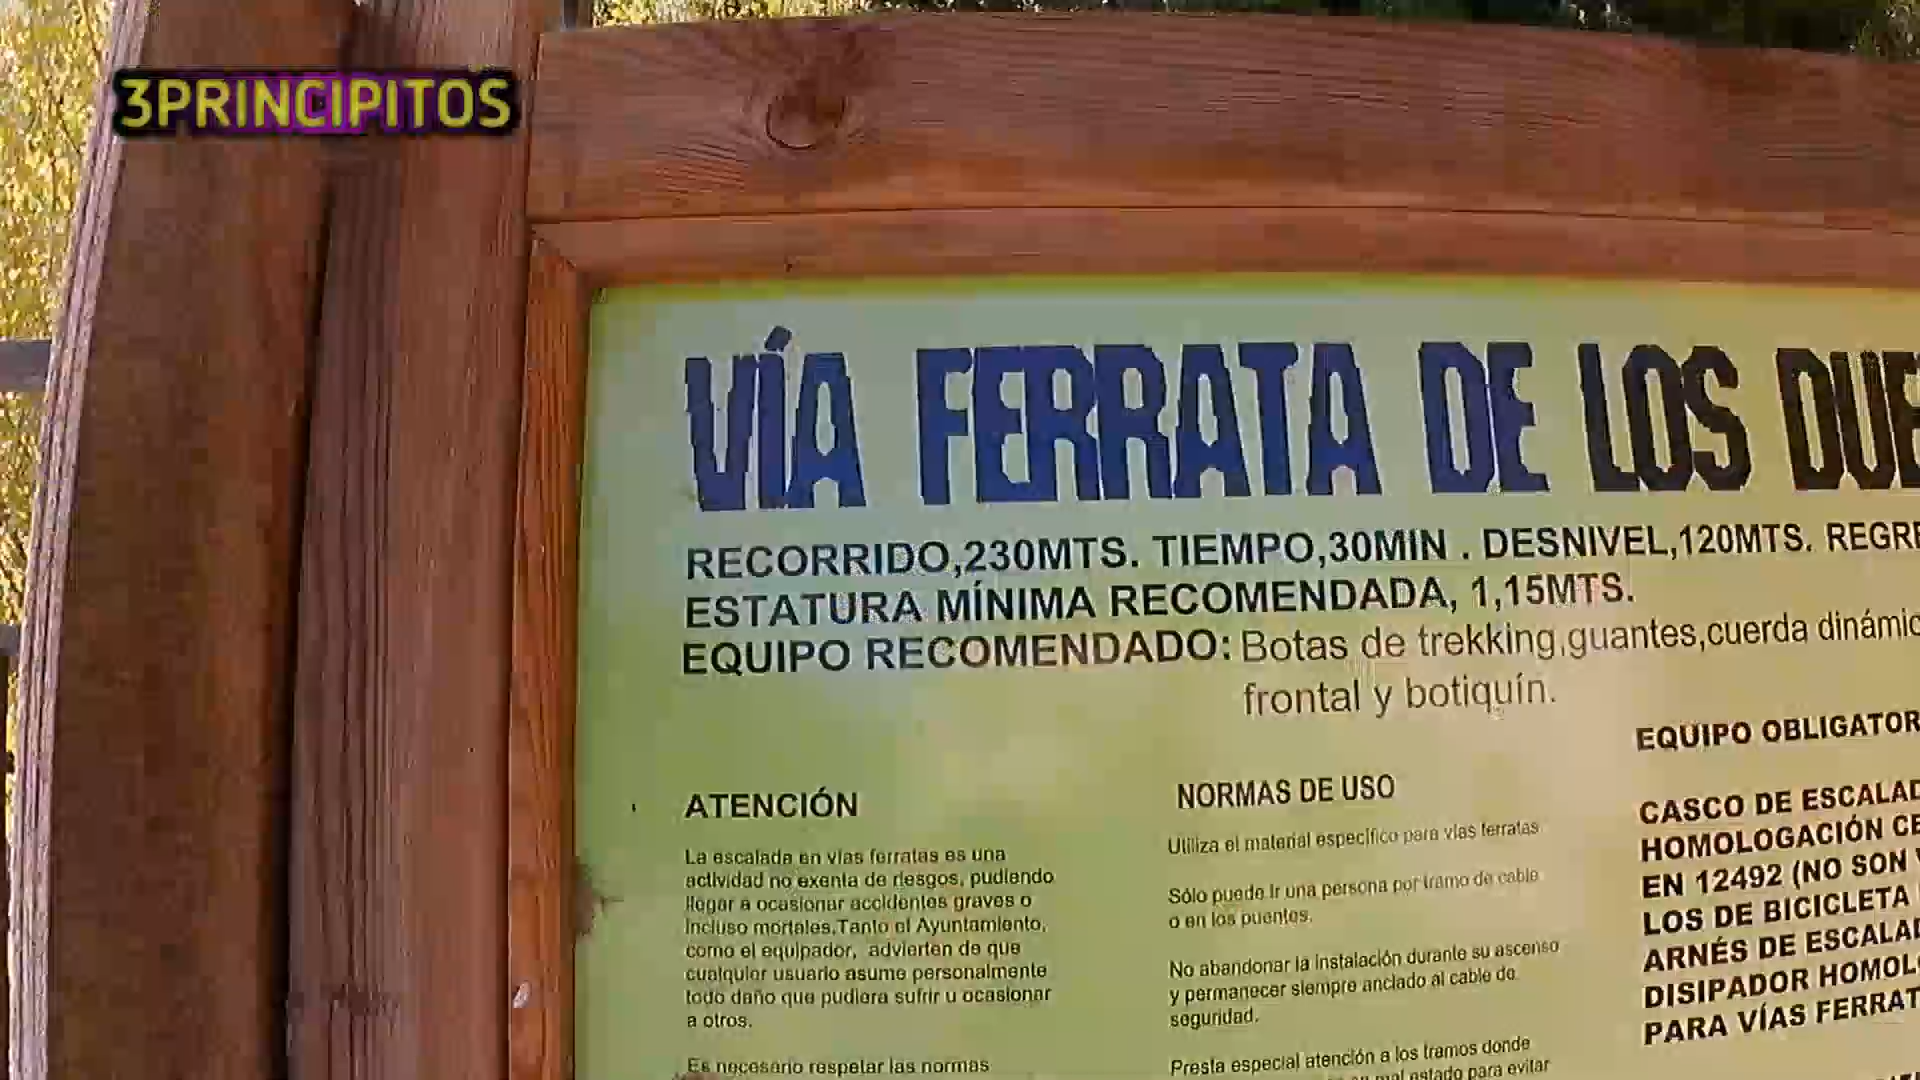 3PRINCIPITOS
VÍA FERRATA DE LOS
RECORRIDO,230MTS. TIEMPO,30MIN . DESNIVEL,120MTS.
ESTATURA MÍNIMA RECOMENDADA, 1,15MTS.
EQUIPO RECOMENDADO: Botas de trekking,guantes,cuerda
frontal y botiquín.
EQUIPO
ATENCIÓN
La escalada en vías ferratas es una
actividad no exenta de riesgos, pudiendo
llegar a ocasionar accidentes graves o
incluso mortales.Tanto el Ayuntamiento,
como el equipador, advierten de que
cualquier usuario asume personalmente
todo daño que pudiera sufrir u ocasionar
a otros.
Es necesario respetar las normas
NORMAS DE USO
Utiliza el material específico para vías ferratas
Sólo puede ir una persona por tramo de cable
o en los puentes.
No abandonar la instalación durante su ascenso
y permanecer siempre anclado al cable de
seguridad.
Presta especial atención a los tramos donde
mal estado para evitar
CASCO DE
HOMOLOGACIÓN
EN 12492 (NO SON
LOS DE BICICLETA
ARNÉS DE
DISIPADOR
PARA VÍAS